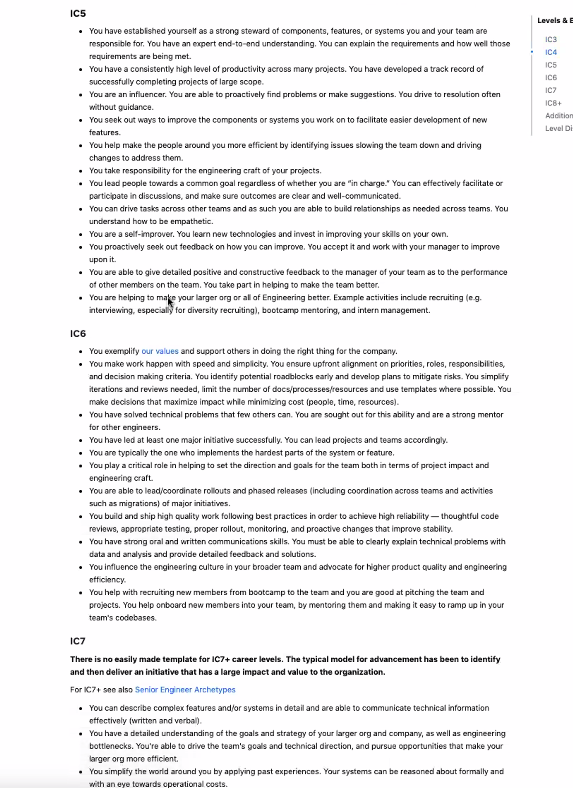 IC5
You have established yourself as a strong steward of components, features, or systems you and your team are
responsible for. You have an expert end-to-end understanding. You can explain the requirements and how well those
requirements are being met.
You have a consistently high level of productivity across many projects. You have developed a track record of
successfully completing projects of large scope.
You are an influencer. You are able to proactively find problems or make suggestions. You drive to resolution often
without guidance.
You seek out ways to improve the components or systems you work on to facilitate easier development of new
features.
You help make the people around you more efficient by identifying issues slowing the team down and driving
changes to address them.
You take responsibility for the engineering craft of your projects.
You lead people towards a common goal regardless of whether you are “in charge.” You can effectively facilitate or
participate in discussions, and make sure outcomes are clear and well-communicated.
You can drive tasks across other teams and as such you are able to build relationships as needed across teams. You
understand how to be empathetic.
You are a self-improver. You learn new technologies and invest in improving your skills on your own.
You proactively seek out feedback on how you can improve. You accept it and work with your manager to improve
upon it.
You are able to give detailed positive and constructive feedback to the manager of your team as to the performance
of other members on the team. You take part in helping to make the team better.
You are helping to make your larger org or all of Engineering better. Example activities include recruiting (e.g.
interviewing, especially for diversity recruiting), bootcamp mentoring, and intern management.
IC6
You exemplify our values and support others in doing the right thing for the company.
You make work happen with speed and simplicity. You ensure upfront alignment on priorities, roles, responsibilities,
and decision making criteria. You identify potential roadblocks early and develop plans to mitigate risks. You simplify
iterations and reviews needed, limit the number of docs/processes/resources and use templates where possible. You
make decisions that maximize impact while minimizing cost (people, time, resources).
You have solved technical problems that few others can. You are sought out for this ability and are a strong mentor
for other engineers.
You have led at least one major initiative successfully. You can lead projects and teams accordingly.
You are typically the one who implements the hardest parts of the system or feature.
You play a critical role in helping to set the direction and goals for the team both in terms of project impact and
engineering craft.
You are able to lead/coordinate rollouts and phased releases (including coordination across teams and activities
such as migrations) of major initiatives.
You build and ship high quality work following best practices in order to achieve high reliability — thoughtful code
reviews, appropriate testing, proper rollout, monitoring, and proactive changes that improve stability.
You have strong oral and written communications skills. You must be able to clearly explain technical problems with
data and analysis and provide detailed feedback and solutions.
You influence the engineering culture in your broader team and advocate for higher product quality and engineering
efficiency.
You help with recruiting new members from bootcamp to the team and you are good at pitching the team and
projects. You help onboard new members into your team, by mentoring them and making it easy to ramp up in your
team's codebases.
IC7
There is no easily made template for IC7+ career levels. The typical model for advancement has been to identify
and then deliver an initiative that has a large impact and value to the organization.
For IC7+ see also Senior Engineer Archetypes
You can describe complex features and/or systems in detail and are able to communicate technical information
effectively (written and verbal).
You have a detailed understanding of the goals and strategy of your larger org and company, as well as engineering
bottlenecks. You're able to drive the team's goals and technical direction, and pursue opportunities that make your
larger org more efficient.
You simplify the world around you by applying past experiences. Your systems can be reasoned about formally and
with an eye towards operational costs.
Levels & E
IC3
IC4
IC5
IC6
IC7
IC8+
Addition
Level Di